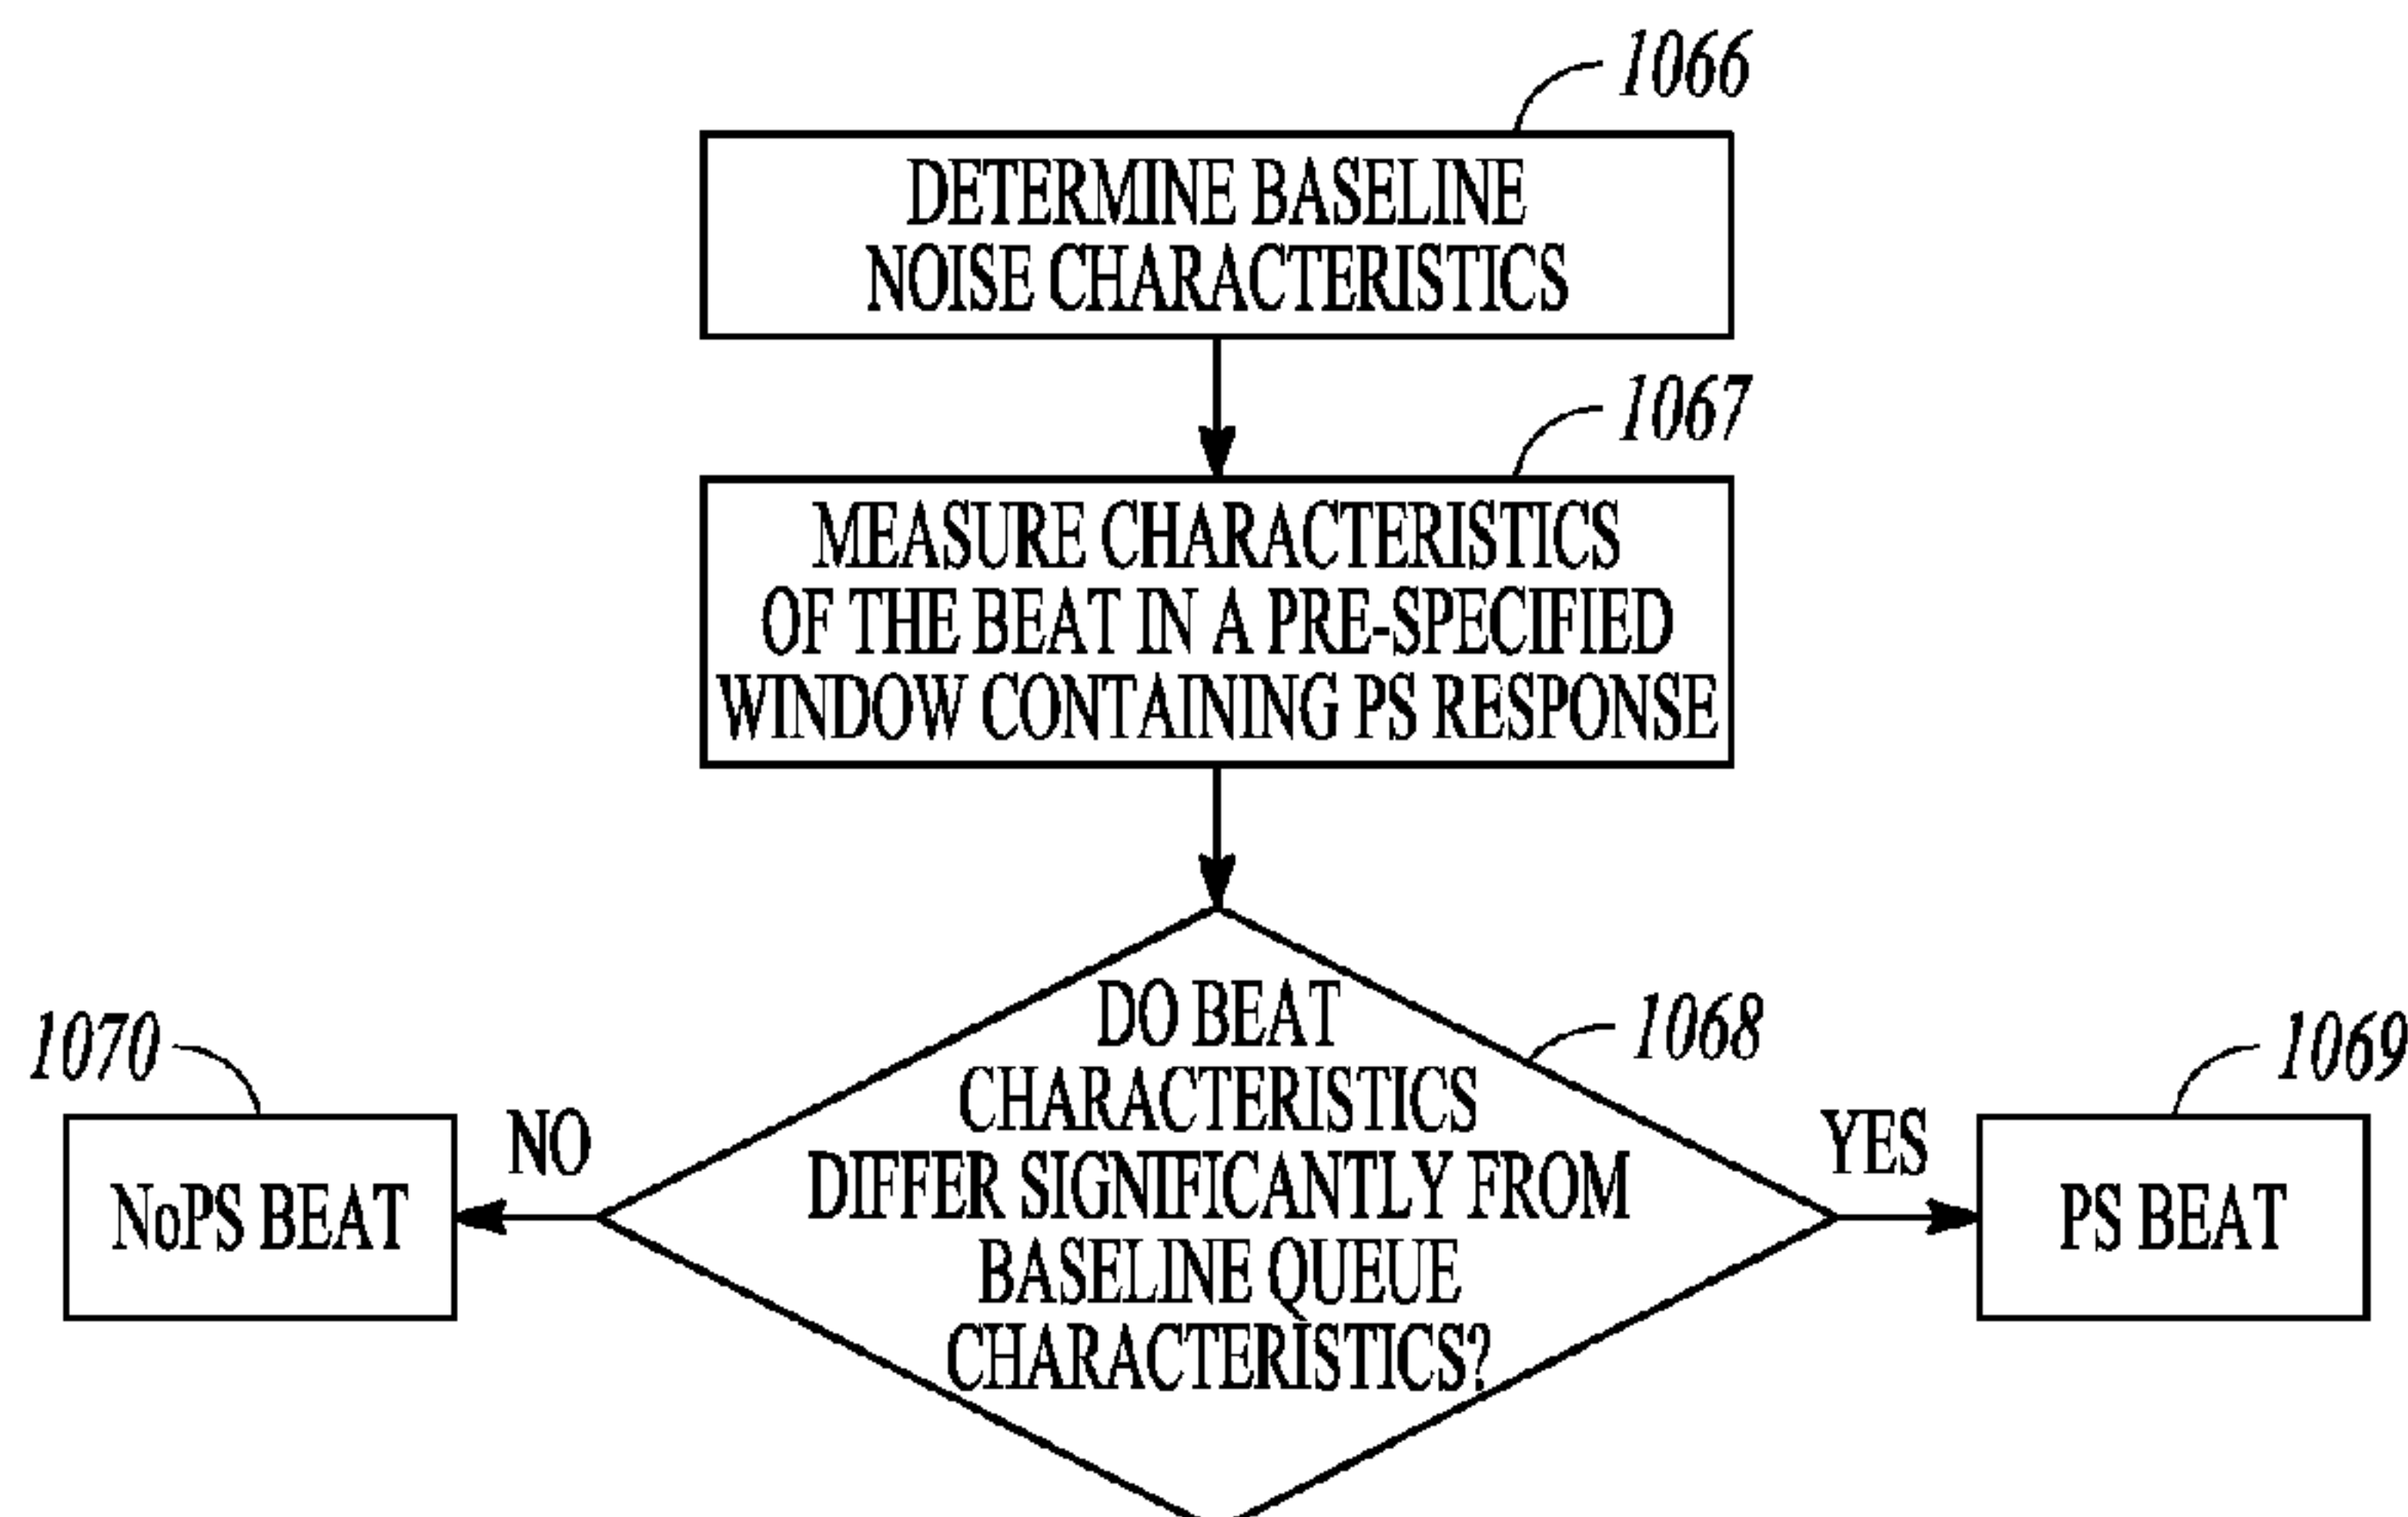 1066
DETERMINE BASELINE
NOISE CHARACTERISTICS
1067
MEASURE CHARACTERISTICS
OF THE BEAT IN A PRE-SPECIFIED
WINDOW CONTAINING PS RESPONSE
DO BEAT
CHARACTERISTICS
DIFFER SIGNIFICANTLY FROM
BASELINE QUEUE
CHARACTERISTICS?
1068
1070
NO
NoPS BEAT
YES
1069
PS BEAT